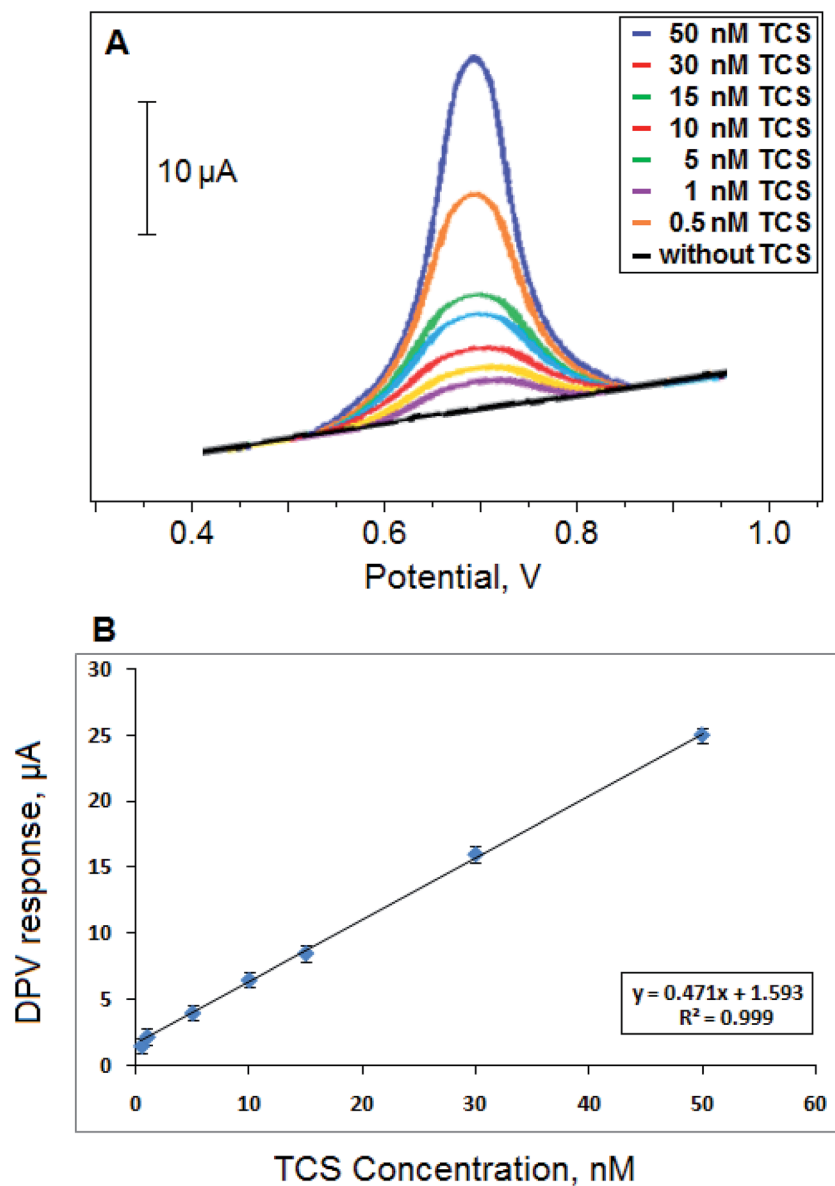 A
50 nM TCS
30 nM TCS
15 nM TCS
10 nM TCS
5 nM TCS
1 nM TCS
0.5 nM TCS
without TCS
10 µA
0.4 0.6 0.8 1.0
Potential, V
B
30
25
20
15
10
5
0
DPV response, µA
y = 0.471x + 1.593
R² = 0.999
0 10 20 30 40 50 60
TCS Concentration, nM